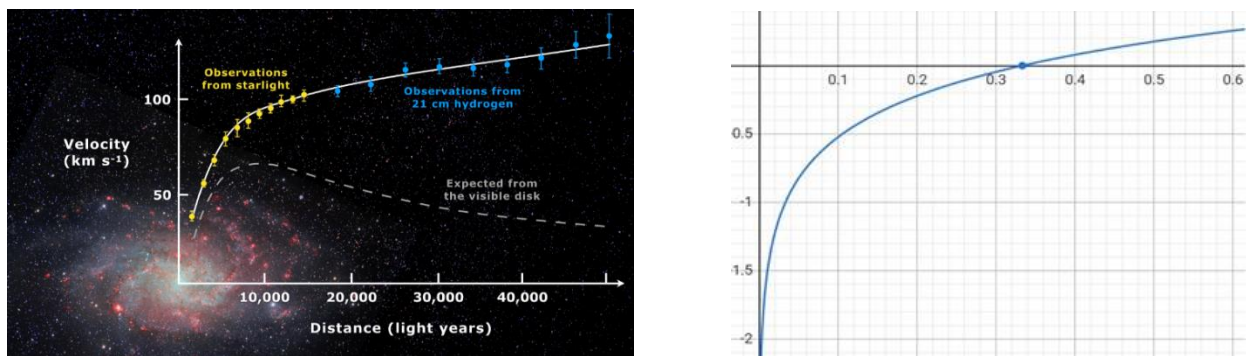 Observations
from starlight
100
Observations from
21 cm hydrogen
Velocity
(km s⁻¹)
Expected from
the visible disk
50
10,000
20,000
30,000
40,000
Distance (light years)
0.1
0.2
0.3
0.4
0.5
0.6
0.5
-1
-1.5
-2